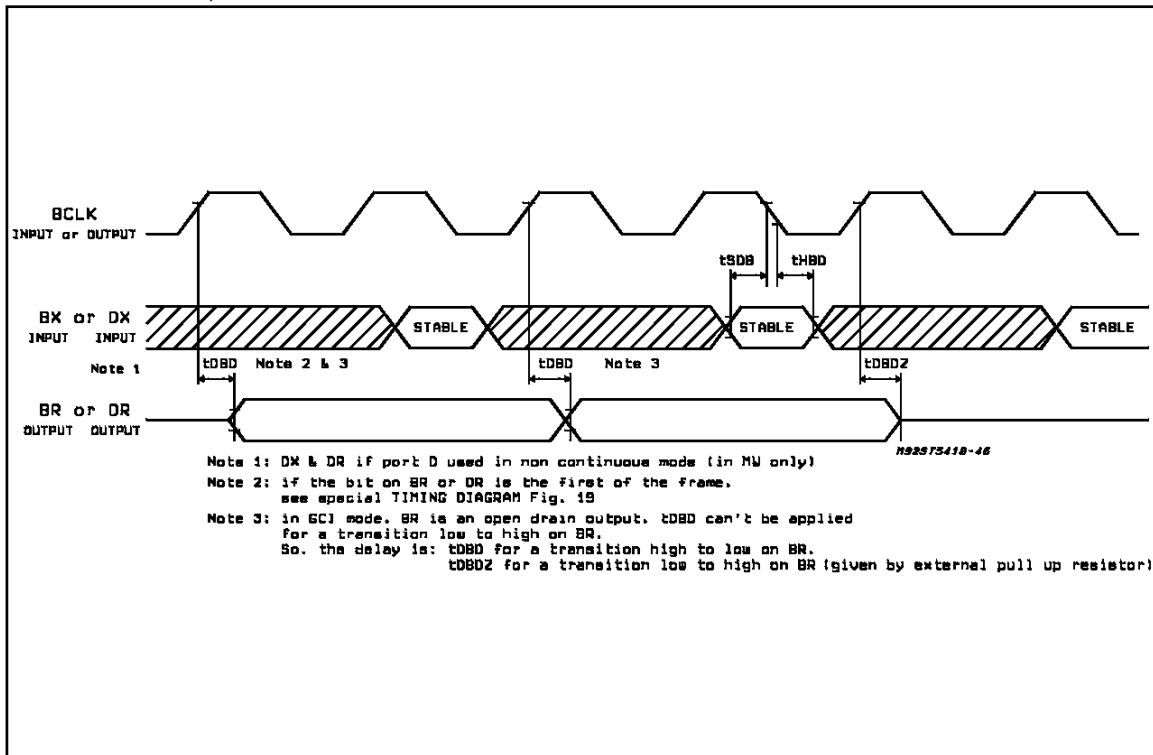 BCLK
INPUT or OUTPUT
tSDB tHBD
BX or DX
INPUT INPUT
STABLE STABLE STABLE
Note 1 tDBD Note 2 & 3 tDBD Note 3 tDBDZ
BR or DR
OUTPUT OUTPUT
Note 1: DX & DR if port D used in non continuous mode (in MW only)
Note 2: if the bit on BR or DR is the first of the frame.
see special TIMING DIAGRAM Fig. 19
Note 3: in GCI mode. BR is an open drain output. tDBD can't be applied
for a transition low to high on BR.
So. the delay is: tDBD for a transition high to low on BR.
tDBDZ for a transition low to high on BR (given by external pull up resistor)